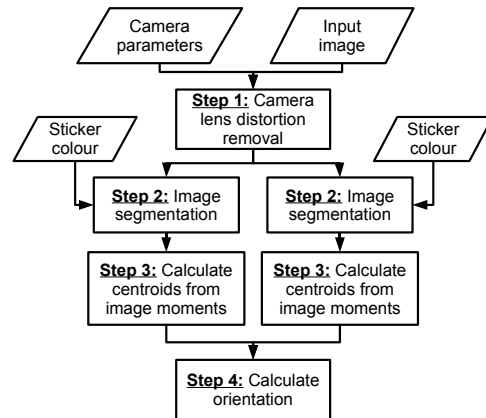 Camera
parameters
Input
image
Step 1: Camera
lens distortion
removal
Sticker
colour
Sticker
colour
Step 2: Image
segmentation
Step 2: Image
segmentation
Step 3: Calculate
centroids from
image moments
Step 3: Calculate
centroids from
image moments
Step 4: Calculate
orientation